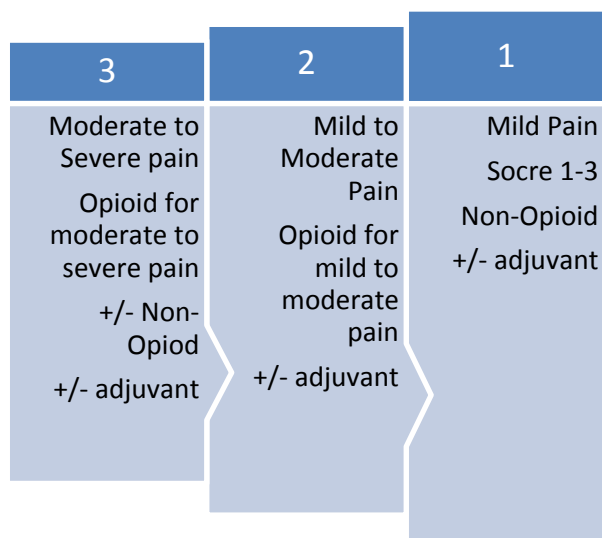 3
Moderate to
Severe pain
Opioid for
moderate to
severe pain
+/- Non-
Opiod
+/- adjuvant
2
Mild to
Moderate
Pain
Opioid for
mild to
moderate
pain
+/- adjuvant
1
Mild Pain
Socre 1-3
Non-Opioid
+/- adjuvant